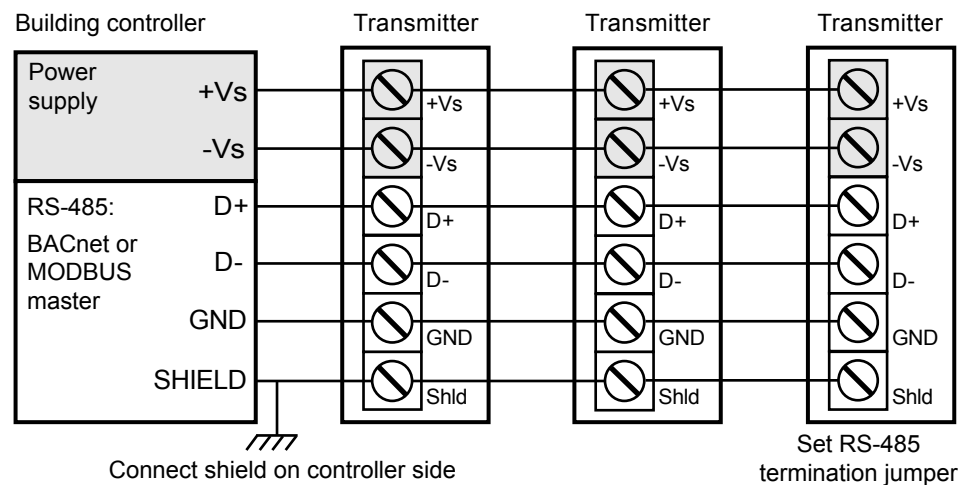 Building controller
Transmitter
Transmitter
Transmitter
Power
supply
+Vs
-Vs
RS-485:
BACnet or
MODBUS
master
D+
D-
GND
SHIELD
+Vs
-Vs
D+
D-
GND
Shld
+Vs
-Vs
D+
D-
GND
Shld
+Vs
-Vs
D+
D-
GND
Shld
Connect shield on controller side
Set RS-485
termination jumper